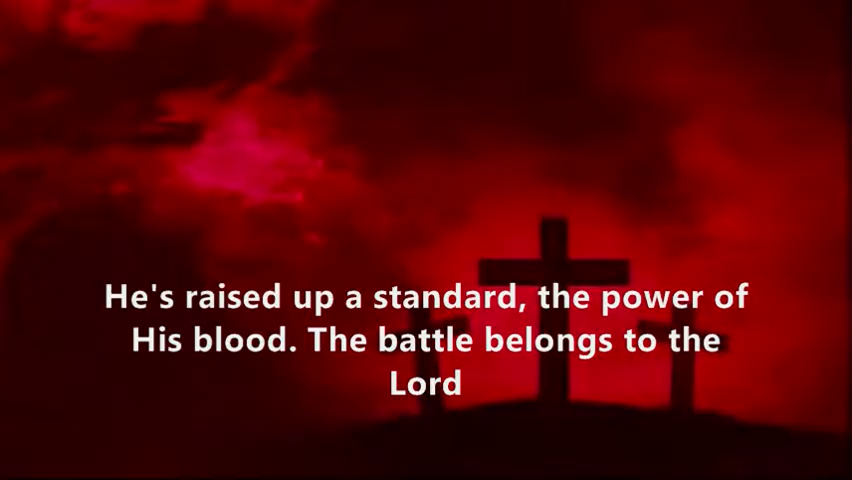 He's raised up a standard, the power of
His blood. The battle belongs to the
Lord